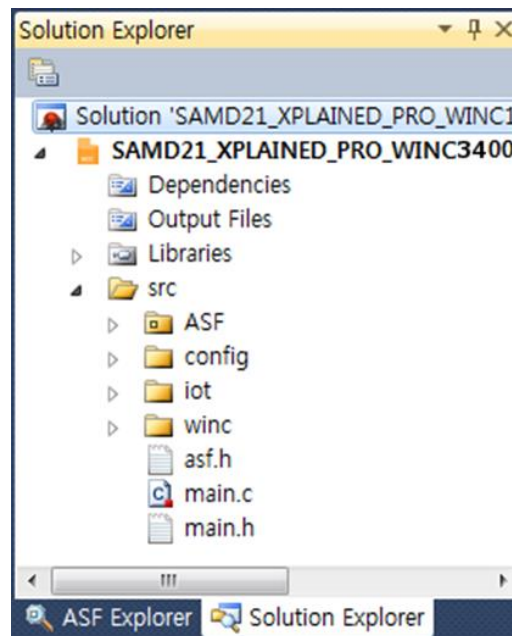 Solution Explorer
Solution 'SAMD21_XPLAINED_PRO_WINC1
SAMD21_XPLAINED_PRO_WINC3400
Dependencies
Output Files
Libraries
src
ASF
config
iot
winc
asf.h
main.c
main.h
ASF Explorer Solution Explorer